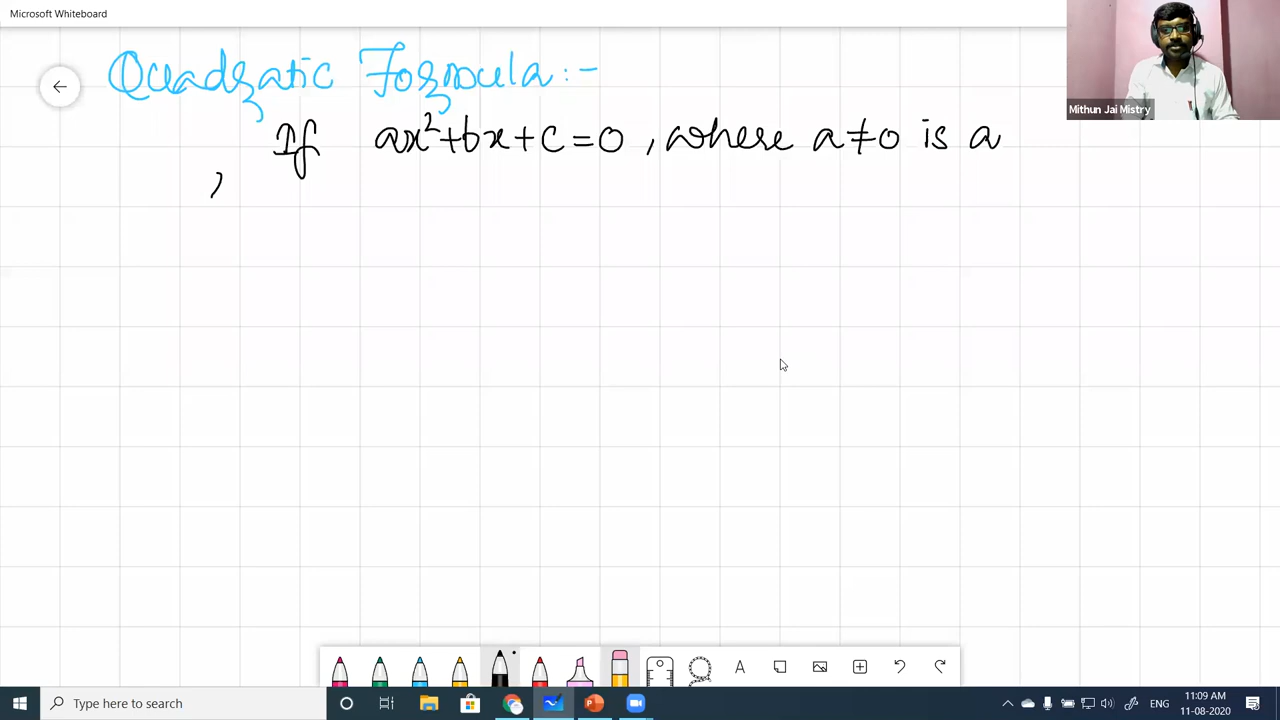 Microsoft Whiteboard
Quadratic Formula:-
If ax²+bx+c=0, where a≠0 is a
,
Mithun Jai Mistry
A
Type here to search
ENG
11:09 AM
11-08-2020